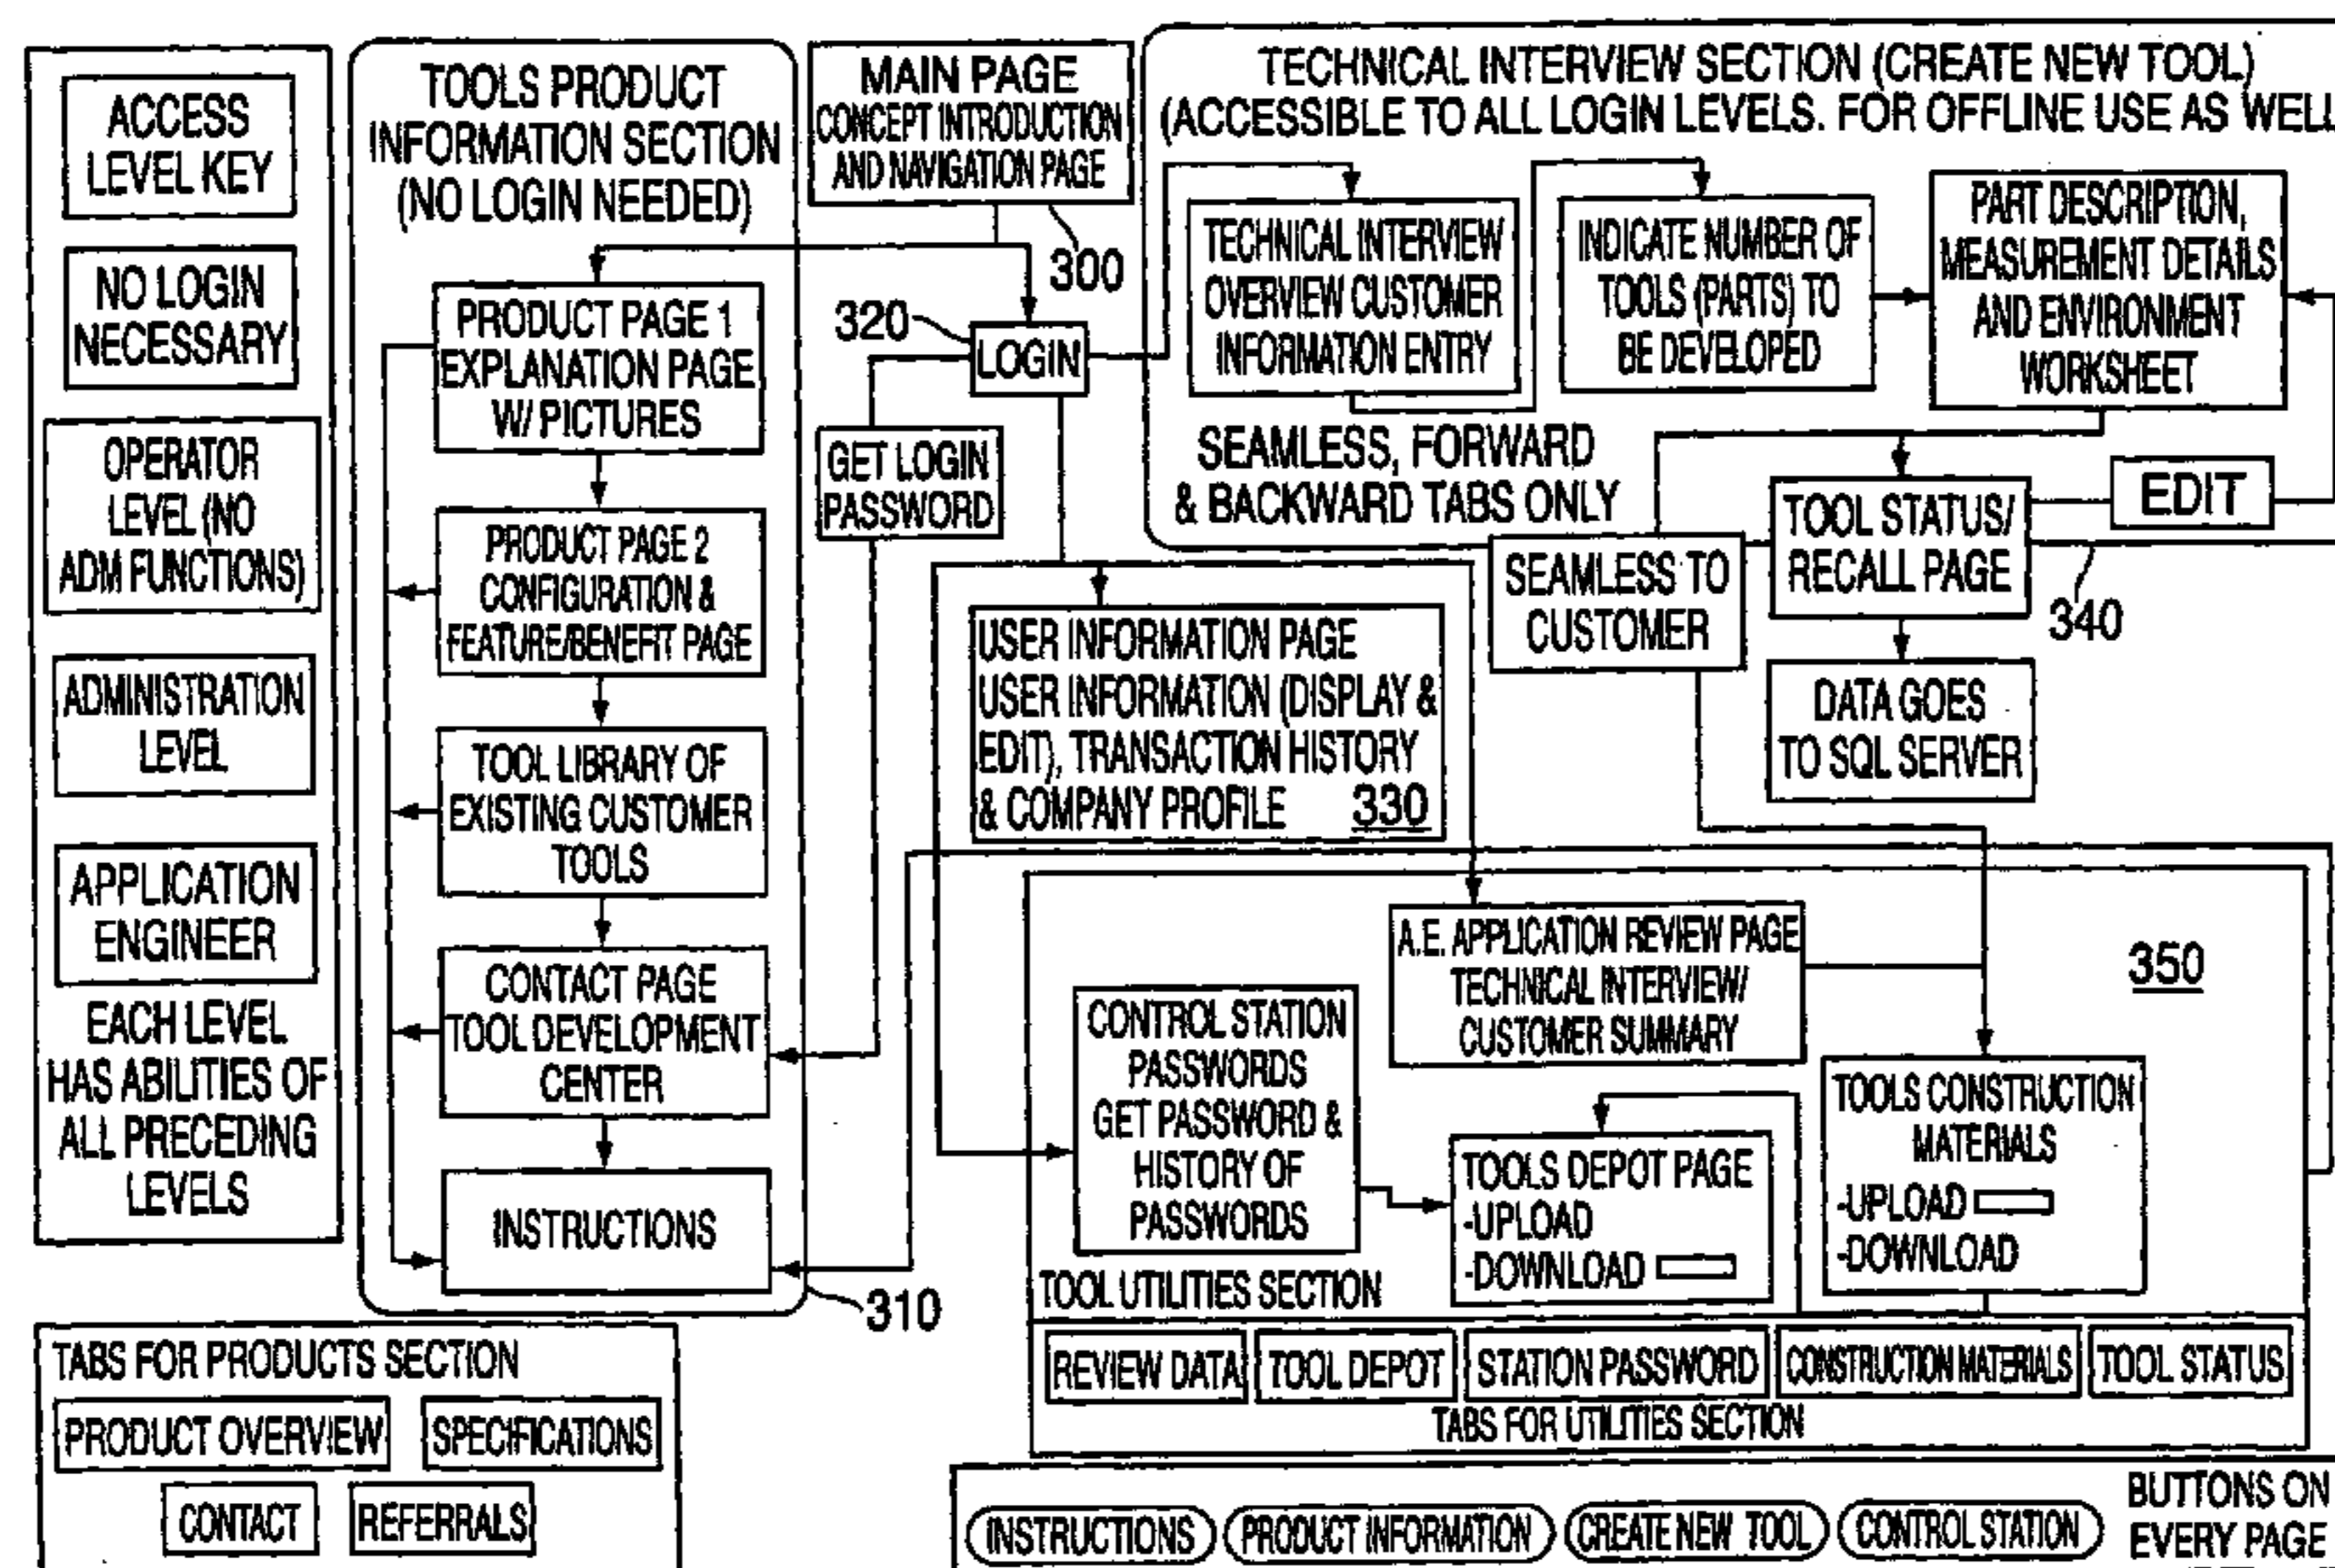 ACCESS
LEVEL KEY
NO LOGIN
NECESSARY
OPERATOR
LEVEL (NO
ADM FUNCTIONS)
ADMINISTRATION
LEVEL
APPLICATION
ENGINEER
EACH LEVEL
HAS ABILITIES OF
ALL PRECEDING
LEVELS
TOOLS PRODUCT
INFORMATION SECTION
(NO LOGIN NEEDED)
PRODUCT PAGE 1
EXPLANATION PAGE
W/ PICTURES
PRODUCT PAGE 2
CONFIGURATION &
FEATURE/BENEFIT PAGE
TOOL LIBRARY OF
EXISTING CUSTOMER
TOOLS
CONTACT PAGE
TOOL DEVELOPMENT
CENTER
INSTRUCTIONS
310
MAIN PAGE
CONCEPT INTRODUCTION
AND NAVIGATION PAGE
300
320
LOGIN
GET LOGIN
PASSWORD
TECHNICAL INTERVIEW SECTION (CREATE NEW TOOL)
(ACCESSIBLE TO ALL LOGIN LEVELS. FOR OFFLINE USE AS WELL
TECHNICAL INTERVIEW
OVERVIEW CUSTOMER
INFORMATION ENTRY
INDICATE NUMBER OF
TOOLS (PARTS) TO
BE DEVELOPED
PART DESCRIPTION,
MEASUREMENT DETAILS
AND ENVIRONMENT
WORKSHEET
SEAMLESS, FORWARD
& BACKWARD TABS ONLY
SEAMLESS TO
CUSTOMER
TOOL STATUS/
RECALL PAGE
EDIT
340
DATA GOES
TO SQL SERVER
USER INFORMATION PAGE
USER INFORMATION (DISPLAY &
EDIT), TRANSACTION HISTORY
& COMPANY PROFILE 330
A.E. APPLICATION REVIEW PAGE
TECHNICAL INTERVIEW/
CUSTOMER SUMMARY
350
CONTROL STATION
PASSWORDS
GET PASSWORD &
HISTORY OF
PASSWORDS
TOOLS DEPOT PAGE
-UPLOAD
-DOWNLOAD
TOOLS CONSTRUCTION
MATERIALS
-UPLOAD
-DOWNLOAD
TOOL UTILITIES SECTION
REVIEW DATA
TOOL DEPOT
STATION PASSWORD
CONSTRUCTION MATERIALS
TOOL STATUS
TABS FOR UTILITIES SECTION
TABS FOR PRODUCTS SECTION
PRODUCT OVERVIEW
SPECIFICATIONS
CONTACT
REFERRALS
INSTRUCTIONS
PRODUCT INFORMATION
CREATE NEW TOOL
CONTROL STATION
BUTTONS ON
EVERY PAGE